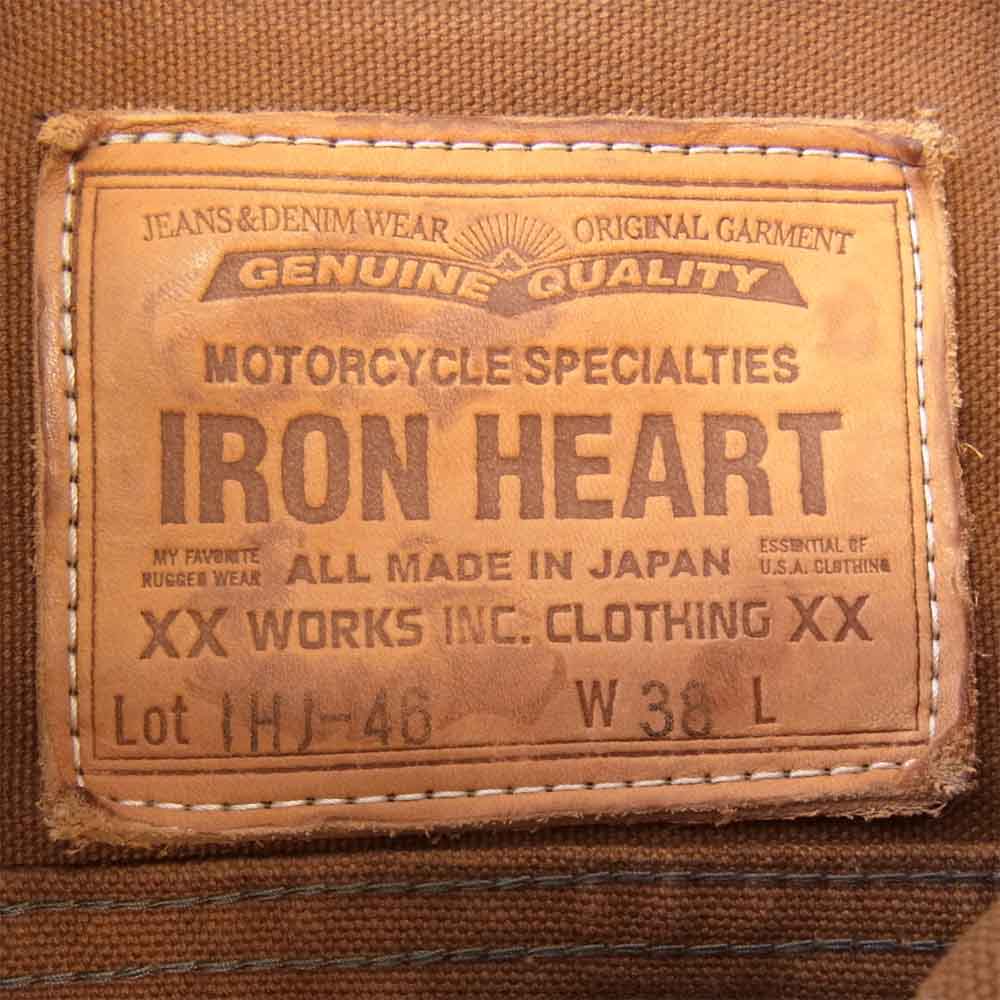 JEANS&DENIM WEAR ORIGINAL GARMENT
GENUINE QUALITY
MOTORCYCLE SPECIALTIES
IRON HEART
MY FAVORITE
RUGGED WEAR
ALL MADE IN JAPAN
ESSENTIAL OF
U.S.A. CLOTHING
XX WORKS INC. CLOTHING XX
Lot IHJ-46 W 38 L